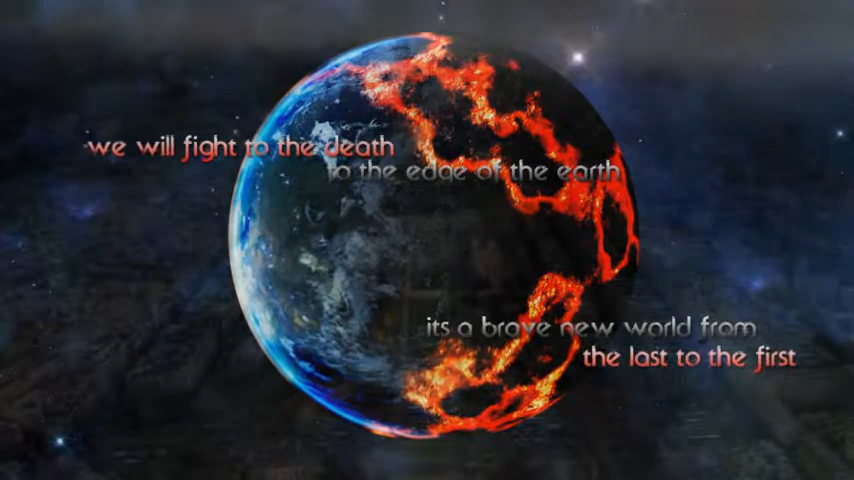 we will fight to the death
to the edge of the earth
its a brave new world from
the last to the first